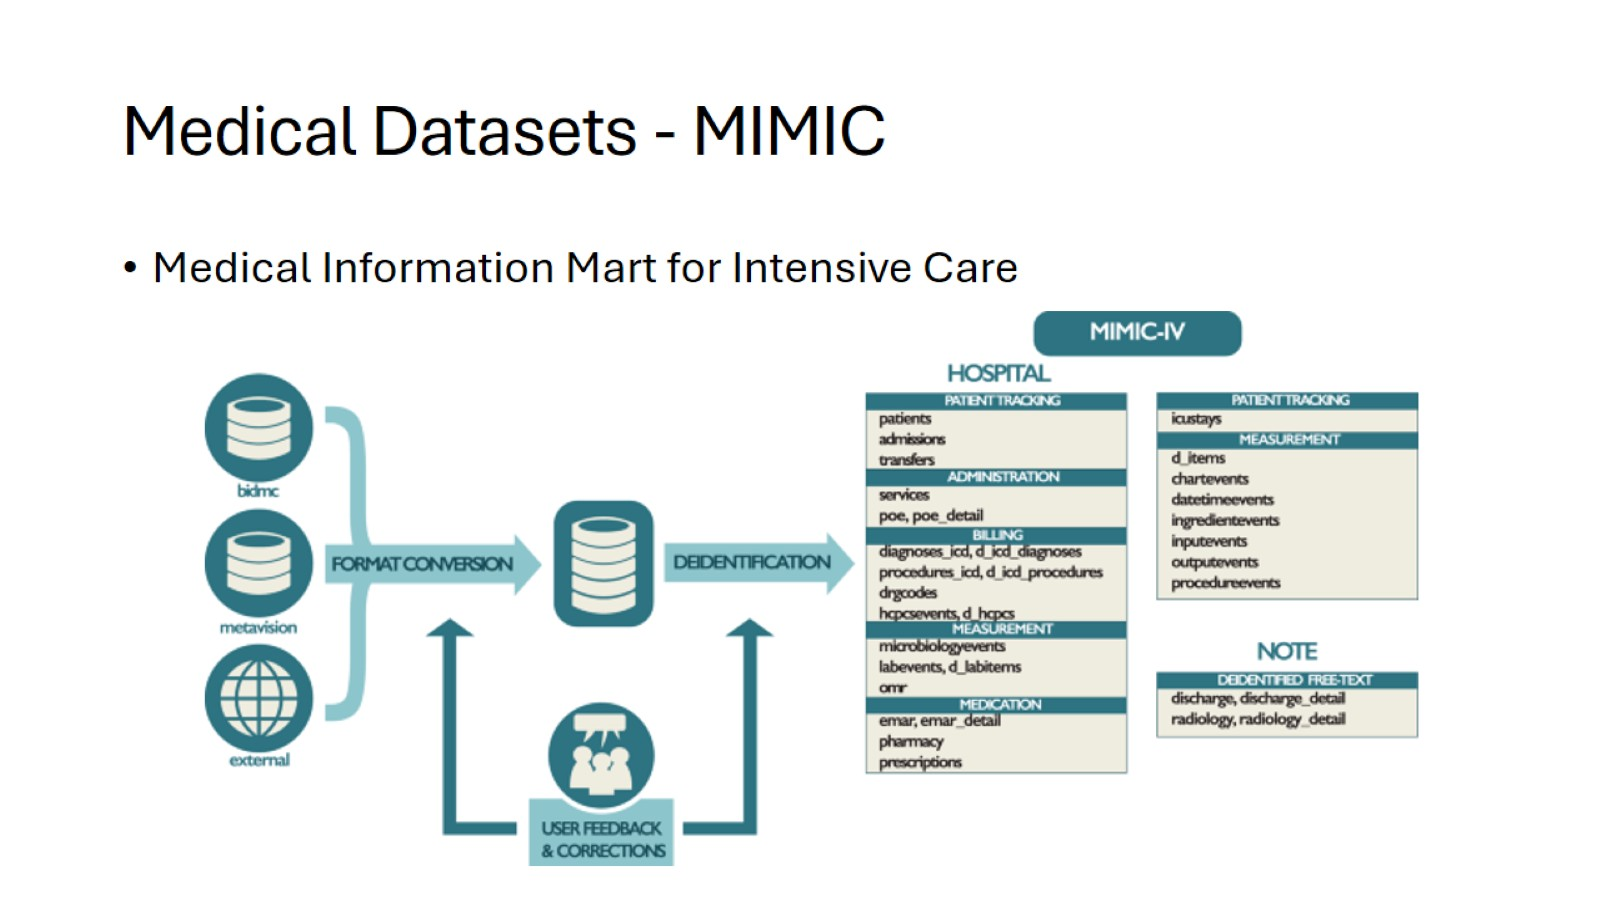 Medical Datasets - MIMIC
• Medical Information Mart for Intensive Care
bidmc
metavision
external
FORMAT CONVERSION
DEIDENTIFICATION
USER FEEDBACK
& CORRECTIONS
MIMIC-IV
HOSPITAL
PATIENT TRACKING
patients
admissions
transfers
ADMINISTRATION
services
poe, poe_detail
BILLING
diagnoses_icd, d_icd_diagnoses
procedures_icd, d_icd_procedures
drgcodes
hcpcsevents, d_hcpcs
MEASUREMENT
microbiologyevents
labevents, d_labitems
omr
MEDICATION
emar, emar_detail
pharmacy
prescriptions
PATIENT TRACKING
icustays
MEASUREMENT
d_items
chartevents
datetimeevents
ingredientevents
inputevents
outputevents
procedureevents
NOTE
DEIDENTIFIED FREE-TEXT
discharge, discharge_detail
radiology, radiology_detail